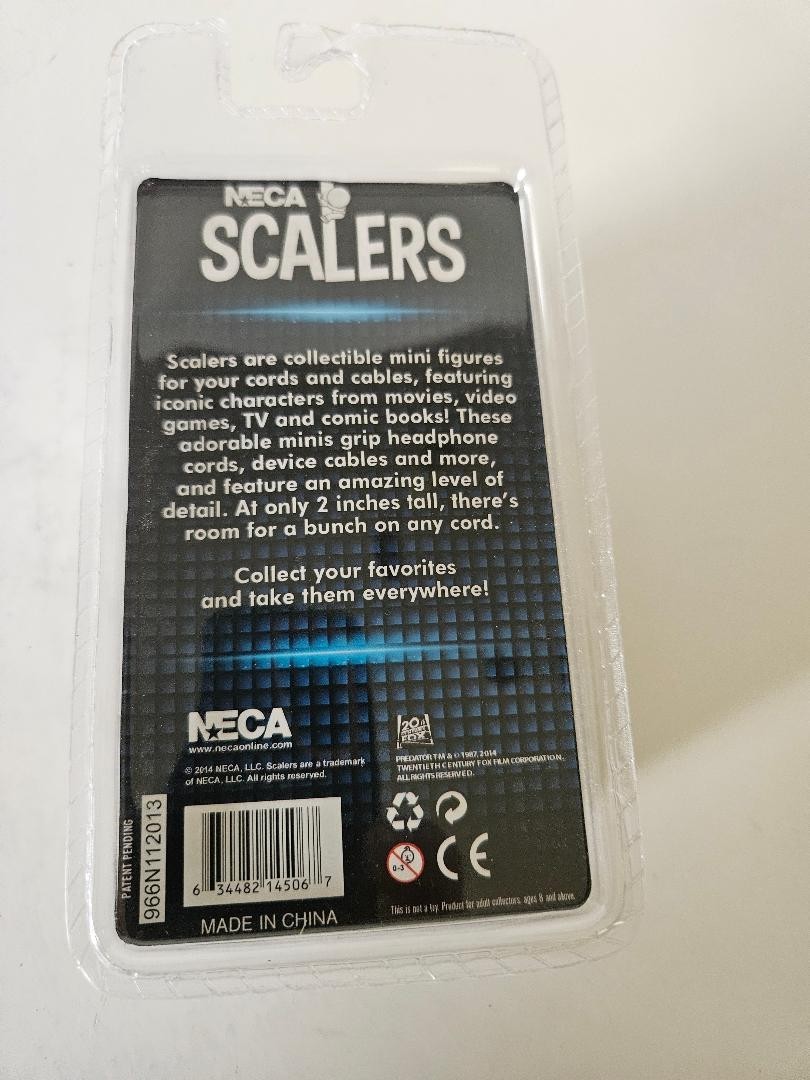 NECA
SCALERS
Scalers are collectible mini figures
for your cords and cables, featuring
iconic characters from movies, video
games, TV and comic books! These
adorable minis grip headphone
cords, device cables and more,
and feature an amazing level of
detail. At only 2 inches tall, there's
room for a bunch on any cord.
Collect your favorites
and take them everywhere!
NECA
www.necaonline.com
© 2014 NECA, LLC. Scalers are a trademark
of NECA, LLC. All rights reserved.
20th
CENTURY
FOX
PREDATOR TM & © 1987, 2014
TWENTIETH CENTURY FOX FILM CORPORATION.
ALL RIGHTS RESERVED.
PATENT PENDING
966N112013
6 34482 14506 7
MADE IN CHINA
0-3
CE
This is not a toy. Product for adult collectors, ages 8 and above.